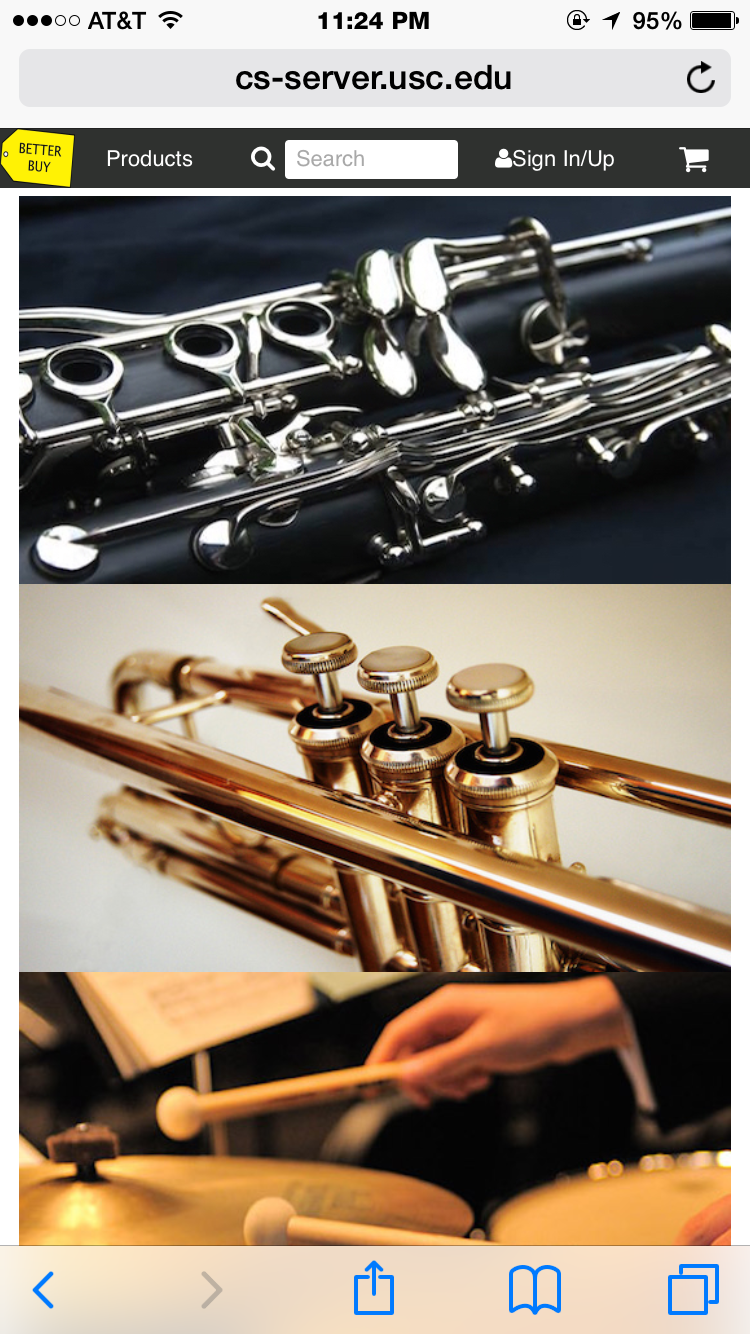 AT&T 11:24 PM 95%
cs-server.usc.edu
BETTER
BUY
Products Search Sign In/Up